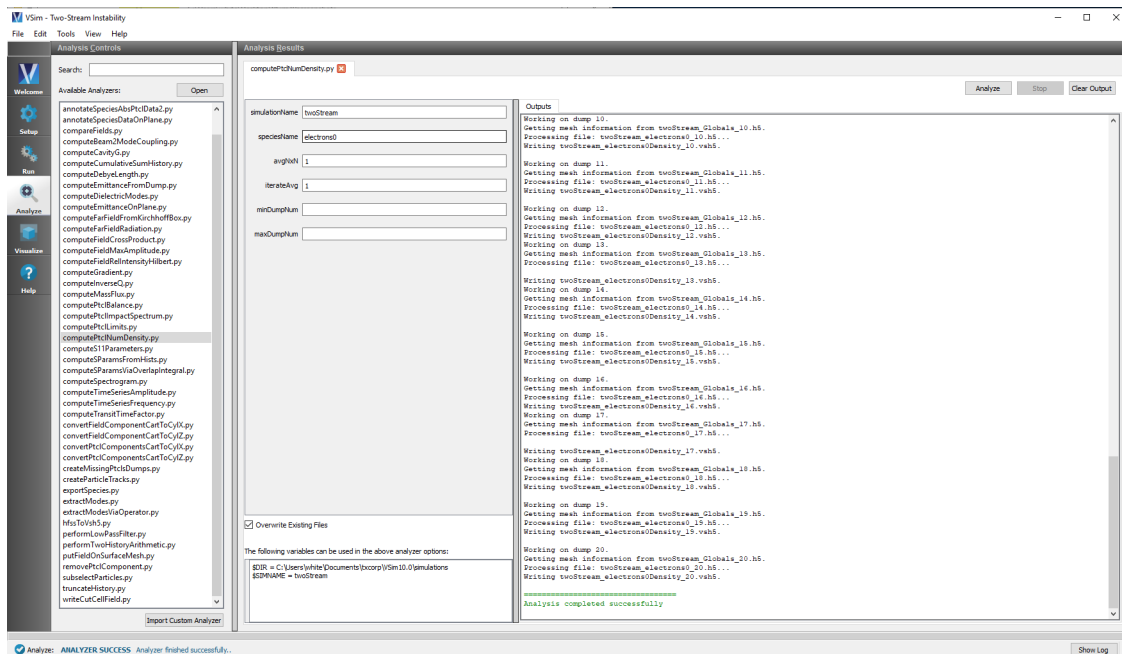 VSim - Two-Stream Instability
File Edit Tools View Help
Analysis Controls
Analysis Results
Welcome
Setup
Run
Analyze
Visualize
Help
Search:
Available Analyzers:
Open
annotateSpeciesAbsPtclData2.py
annotateSpeciesDataOnPlane.py
compareFields.py
computeBeam2ModeCoupling.py
computeCavityG.py
computeCumulativeSumHistory.py
computeDebyeLength.py
computeEmittanceFromDump.py
computeDielectricModes.py
computeEmittanceOnPlane.py
computeFarFieldFromKirchhoffBox.py
computeFarFieldRadiation.py
computeFieldCrossProduct.py
computeFieldMaxAmplitude.py
computeFieldRelIntensityHilbert.py
computeGradient.py
computeInverseQ.py
computeMassFlux.py
computePtclBalance.py
computePtclImpactSpectrum.py
computePtclLimits.py
computePtclNumDensity.py
computeS11Parameters.py
computeSParamsFromHists.py
computeSParamsViaOverlapIntegral.py
computeSpectrogram.py
computeTimeSeriesAmplitude.py
computeTimeSeriesFrequency.py
computeTransitTimeFactor.py
convertFieldComponentCartToCylX.py
convertFieldComponentCartToCylZ.py
convertPtclComponentsCartToCylX.py
convertPtclComponentsCartToCylZ.py
createMissingPtclsDumps.py
createParticleTracks.py
exportSpecies.py
extractModes.py
extractModesViaOperator.py
hfssToVsh5.py
performLowPassFilter.py
performTwoHistoryArithmetic.py
putFieldOnSurfaceMesh.py
removePtclComponent.py
subselectParticles.py
truncateHistory.py
writeCutCellField.py
Import Custom Analyzer
computePtclNumDensity.py
Analyze
Stop
Clear Output
simulationName twoStream
speciesName electrons0
avgNxN 1
iterateAvg 1
minDumpNum
maxDumpNum
Overwrite Existing Files
The following variables can be used in the above analyzer options:
$DIR = C:\Users\white\Documents\txcorp\VSim10.0\simulations
$SIMNAME = twoStream
Outputs
Working on dump 10.
Getting mesh information from twoStream_Globals_10.h5.
Processing file: twoStream_electrons0_10.h5...
Writing twoStream_electrons0Density_10.vsh5.
Working on dump 11.
Getting mesh information from twoStream_Globals_11.h5.
Processing file: twoStream_electrons0_11.h5...
Writing twoStream_electrons0Density_11.vsh5.
Working on dump 12.
Getting mesh information from twoStream_Globals_12.h5.
Processing file: twoStream_electrons0_12.h5...
Writing twoStream_electrons0Density_12.vsh5.
Working on dump 13.
Getting mesh information from twoStream_Globals_13.h5.
Processing file: twoStream_electrons0_13.h5...
Writing twoStream_electrons0Density_13.vsh5.
Working on dump 14.
Getting mesh information from twoStream_Globals_14.h5.
Processing file: twoStream_electrons0_14.h5...
Writing twoStream_electrons0Density_14.vsh5.
Working on dump 15.
Getting mesh information from twoStream_Globals_15.h5.
Processing file: twoStream_electrons0_15.h5...
Writing twoStream_electrons0Density_15.vsh5.
Working on dump 16.
Getting mesh information from twoStream_Globals_16.h5.
Processing file: twoStream_electrons0_16.h5...
Writing twoStream_electrons0Density_16.vsh5.
Working on dump 17.
Getting mesh information from twoStream_Globals_17.h5.
Processing file: twoStream_electrons0_17.h5...
Writing twoStream_electrons0Density_17.vsh5.
Working on dump 18.
Getting mesh information from twoStream_Globals_18.h5.
Processing file: twoStream_electrons0_18.h5...
Writing twoStream_electrons0Density_18.vsh5.
Working on dump 19.
Getting mesh information from twoStream_Globals_19.h5.
Processing file: twoStream_electrons0_19.h5...
Writing twoStream_electrons0Density_19.vsh5.
Working on dump 20.
Getting mesh information from twoStream_Globals_20.h5.
Processing file: twoStream_electrons0_20.h5...
Writing twoStream_electrons0Density_20.vsh5.
=================================
Analysis completed successfully
Analyze: ANALYZER SUCCESS Analyzer finished successfully..
Show Log